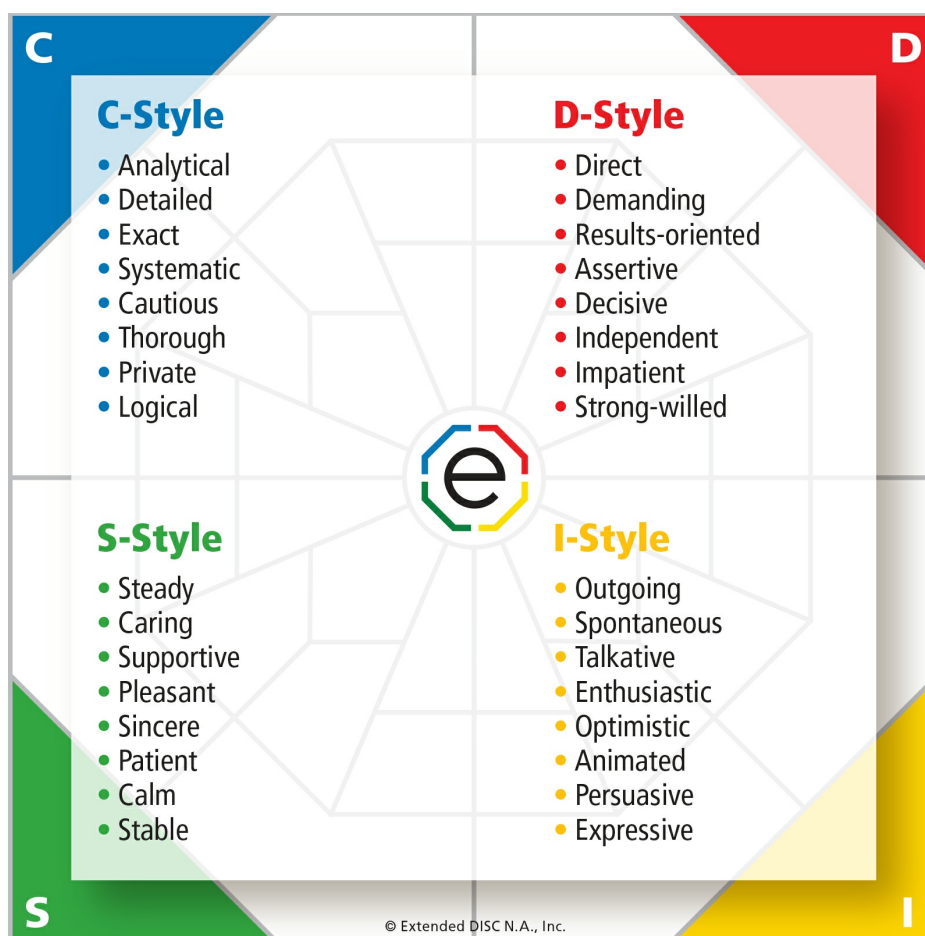 C
D
C-Style
• Analytical
• Detailed
• Exact
• Systematic
• Cautious
• Thorough
• Private
• Logical
D-Style
• Direct
• Demanding
• Results-oriented
• Assertive
• Decisive
• Independent
• Impatient
• Strong-willed
e
S-Style
• Steady
• Caring
• Supportive
• Pleasant
• Sincere
• Patient
• Calm
• Stable
I-Style
• Outgoing
• Spontaneous
• Talkative
• Enthusiastic
• Optimistic
• Animated
• Persuasive
• Expressive
S
I
© Extended DISC N.A., Inc.